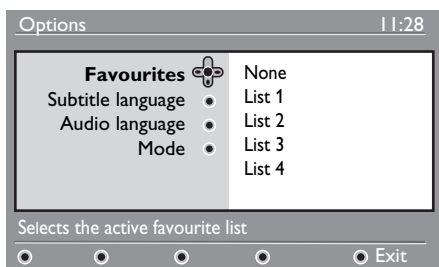 Options 11:28
Favourites None
Subtitle language List 1
Audio language List 2
Mode List 3
List 4
Selects the active favourite list
Exit